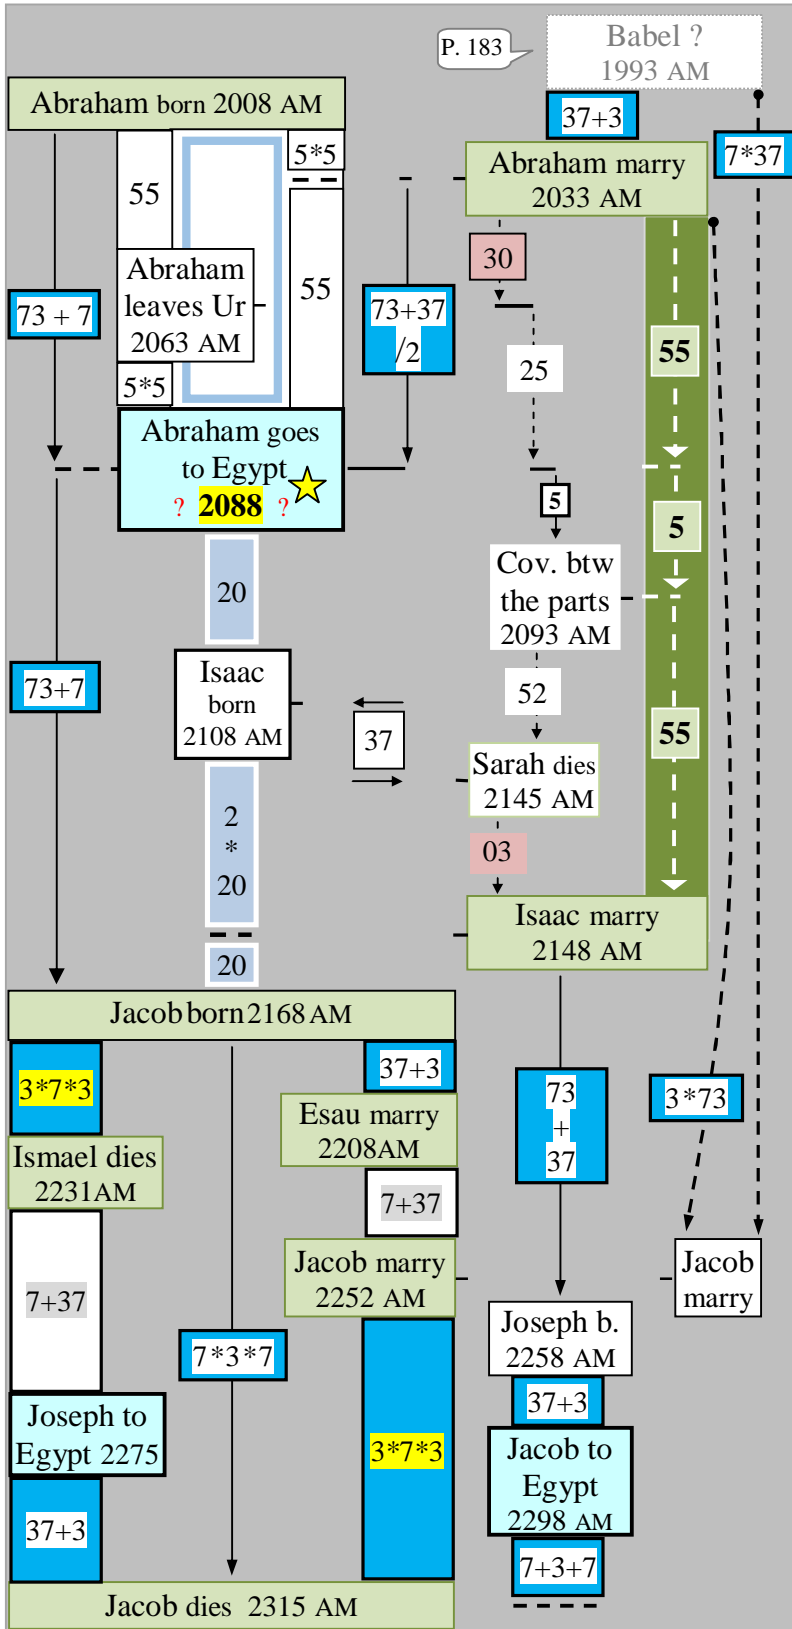 Babel ?
1993 AM
P. 183
Abraham born 2008 AM
37+3
7*37
5*5
55
Abraham marry
2033 AM
30
Abraham
leaves Ur
2063 AM
55
73 + 7
73+37
/2
55
25
5*5
Abraham goes
to Egypt
? 2088 ?
5
5
Cov. btw
the parts
2093 AM
20
Isaac
born
2108 AM
73+7
52
37
55
Sarah dies
2145 AM
2
*
20
03
Isaac marry
2148 AM
20
Jacob born 2168 AM
3*7*3
37+3
73
+
37
3*73
Esau marry
2208AM
Ismael dies
2231AM
7+37
Jacob marry
2252 AM
Jacob
marry
7+37
Joseph b.
2258 AM
7*3*7
37+3
Joseph to
Egypt 2275
3*7*3
Jacob to
Egypt
2298 AM
37+3
7+3+7
Jacob dies 2315 AM